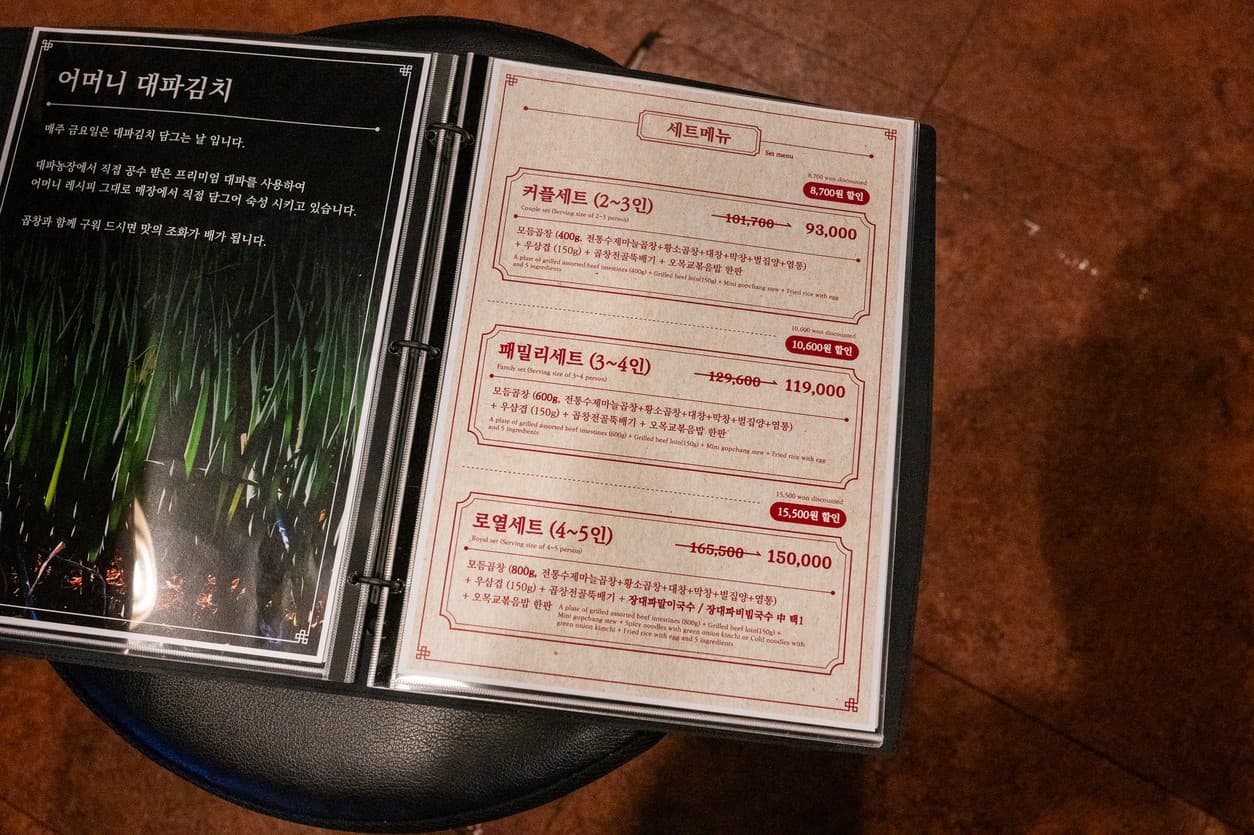 어머니 대파김치
매주 금요일은 대파김치 담그는 날 입니다.
대파농장에서 직접 공수 받은 프리미엄 대파를 사용하여
어머니 레시피 그대로 매장에서 직접 담그어 숙성 시키고 있습니다.
곱창과 함께 구워 드시면 맛의 조화가 배가 됩니다.
세트메뉴
Set menu
8,700 won discounted
8,700원 할인
커플세트 (2~3인)
Couple set (Serving size of 2~3 person)
101,700 → 93,000
모듬곱창 (400g, 전통수제마늘곱창+황소곱창+대창+막창+벌집양+염통)
+ 우삼겹 (150g) + 곱창전골뚝배기 + 오목교볶음밥 한판
A plate of grilled assorted beef intestines (400g) + Grilled beef loin(150g) + Mini gopchang stew + Fried rice with egg
and 5 ingredients
10,600 won discounted
10,600원 할인
패밀리세트 (3~4인)
Family set (Serving size of 3~4 person)
129,600 → 119,000
모듬곱창 (600g, 전통수제마늘곱창+황소곱창+대창+막창+벌집양+염통)
+ 우삼겹 (150g) + 곱창전골뚝배기 + 오목교볶음밥 한판
A plate of grilled assorted beef intestines (600g) + Grilled beef loin(150g) + Mini gopchang stew + Fried rice with egg
and 5 ingredients
15,500 won discounted
15,500원 할인
로열세트 (4~5인)
Royal set (Serving size of 4~5 person)
165,500 → 150,000
모듬곱창 (800g, 전통수제마늘곱창+황소곱창+대창+막창+벌집양+염통)
+ 우삼겹 (150g) + 곱창전골뚝배기 + 장대파말이국수 / 장대파비빔국수 中 택1
+ 오목교볶음밥 한판
A plate of grilled assorted beef intestines (800g) + Grilled beef loin(150g) +
Mini gopchang stew + Spicy noodles with green onion kimchi or Cold noodles with
green onion kimchi + Fried rice with egg and 5 ingredients